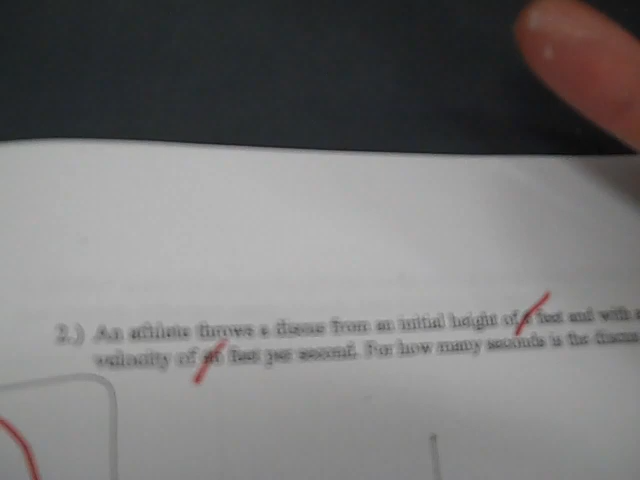 2.) An athlete throws a discus from an initial height of feet and with a
velocity of feet per second. For how many seconds is the discus